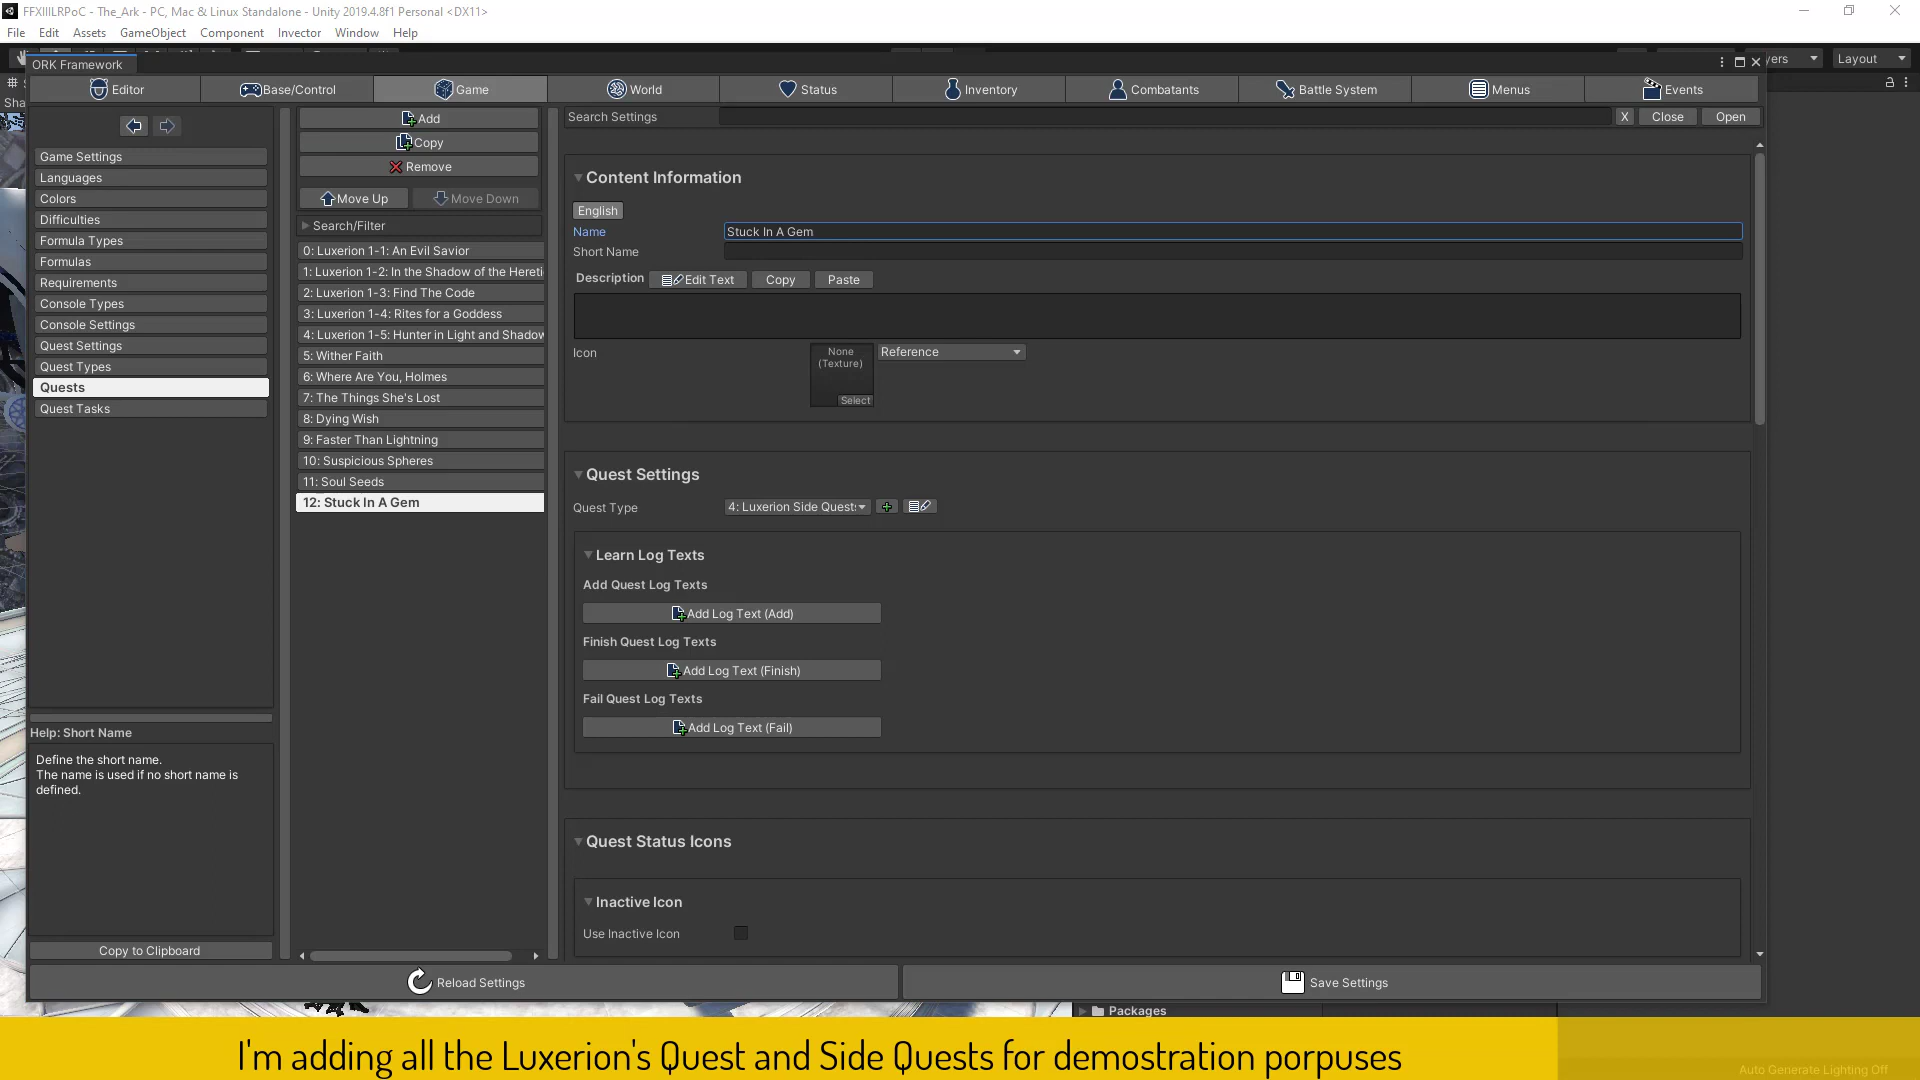 FFXIIILRPoC - The_Ark - PC, Mac & Linux Standalone - Unity 2019.4.8f1 Personal <DX11>
File Edit Assets GameObject Component Invector Window Help
ORK Framework
yers Layout
Editor Base/Control Game World Status Inventory Combatants Battle System Menus Events
Sha
Game Settings
Languages
Colors
Difficulties
Formula Types
Formulas
Requirements
Console Types
Console Settings
Quest Settings
Quest Types
Quests
Quest Tasks
Help: Short Name
Define the short name.
The name is used if no short name is
defined.
Copy to Clipboard
Add
Copy
Remove
Move Up Move Down
Search/Filter
0: Luxerion 1-1: An Evil Savior
1: Luxerion 1-2: In the Shadow of the Hereti
2: Luxerion 1-3: Find The Code
3: Luxerion 1-4: Rites for a Goddess
4: Luxerion 1-5: Hunter in Light and Shadow
5: Wither Faith
6: Where Are You, Holmes
7: The Things She's Lost
8: Dying Wish
9: Faster Than Lightning
10: Suspicious Spheres
11: Soul Seeds
12: Stuck In A Gem
Search Settings X Close Open
Content Information
English
Name Stuck In A Gem
Short Name
Description Edit Text Copy Paste
Icon None (Texture) Select Reference
Quest Settings
Quest Type 4: Luxerion Side Quest:
Learn Log Texts
Add Quest Log Texts
Add Log Text (Add)
Finish Quest Log Texts
Add Log Text (Finish)
Fail Quest Log Texts
Add Log Text (Fail)
Quest Status Icons
Inactive Icon
Use Inactive Icon
Reload Settings Save Settings
Packages
I'm adding all the Luxerion's Quest and Side Quests for demostration porpuses
Auto Generate Lighting Off